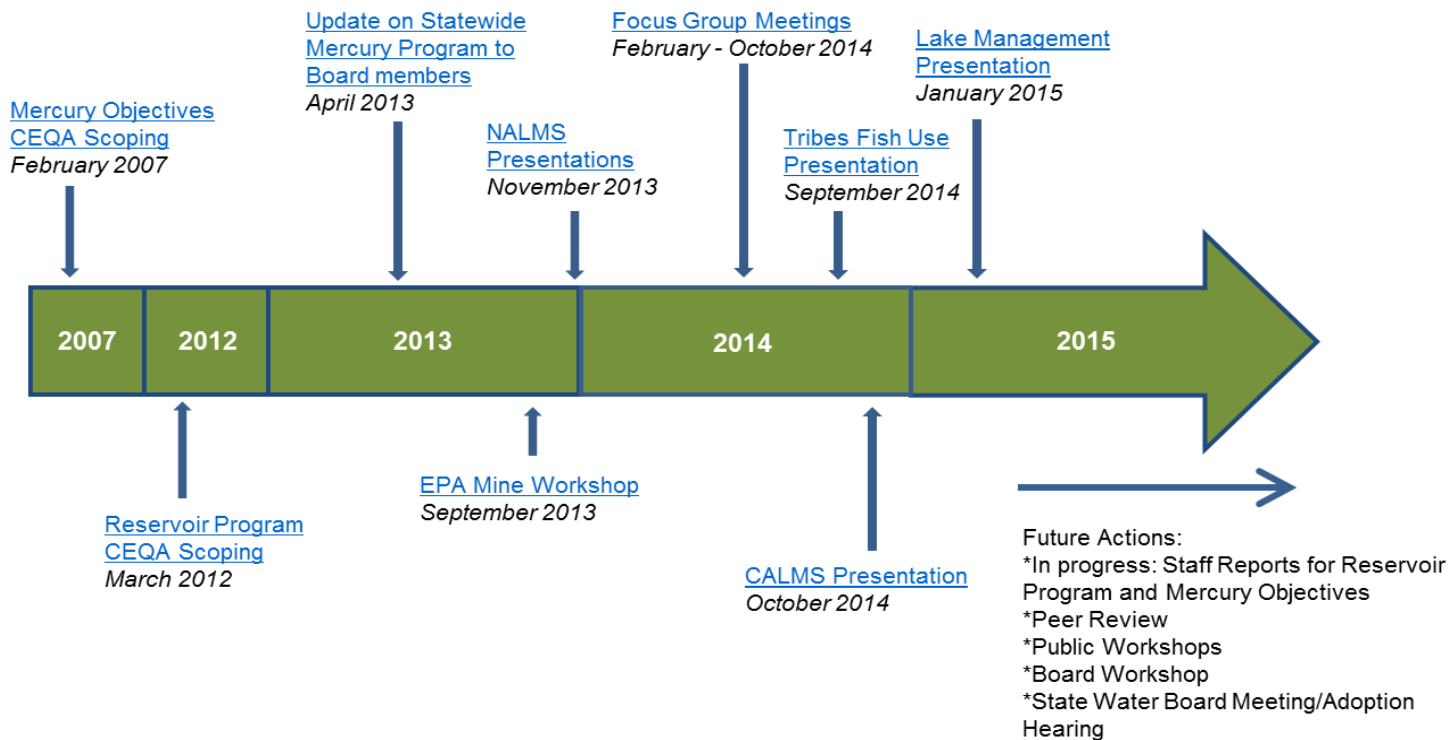 Mercury Objectives
CEQA Scoping
February 2007
Update on Statewide
Mercury Program to
Board members
April 2013
NALMS
Presentations
November 2013
Focus Group Meetings
February - October 2014
Tribes Fish Use
Presentation
September 2014
Lake Management
Presentation
January 2015
2007
2012
2013
2014
2015
Reservoir Program
CEQA Scoping
March 2012
EPA Mine Workshop
September 2013
CALMS Presentation
October 2014
Future Actions:
*In progress: Staff Reports for Reservoir
Program and Mercury Objectives
*Peer Review
*Public Workshops
*Board Workshop
*State Water Board Meeting/Adoption
Hearing